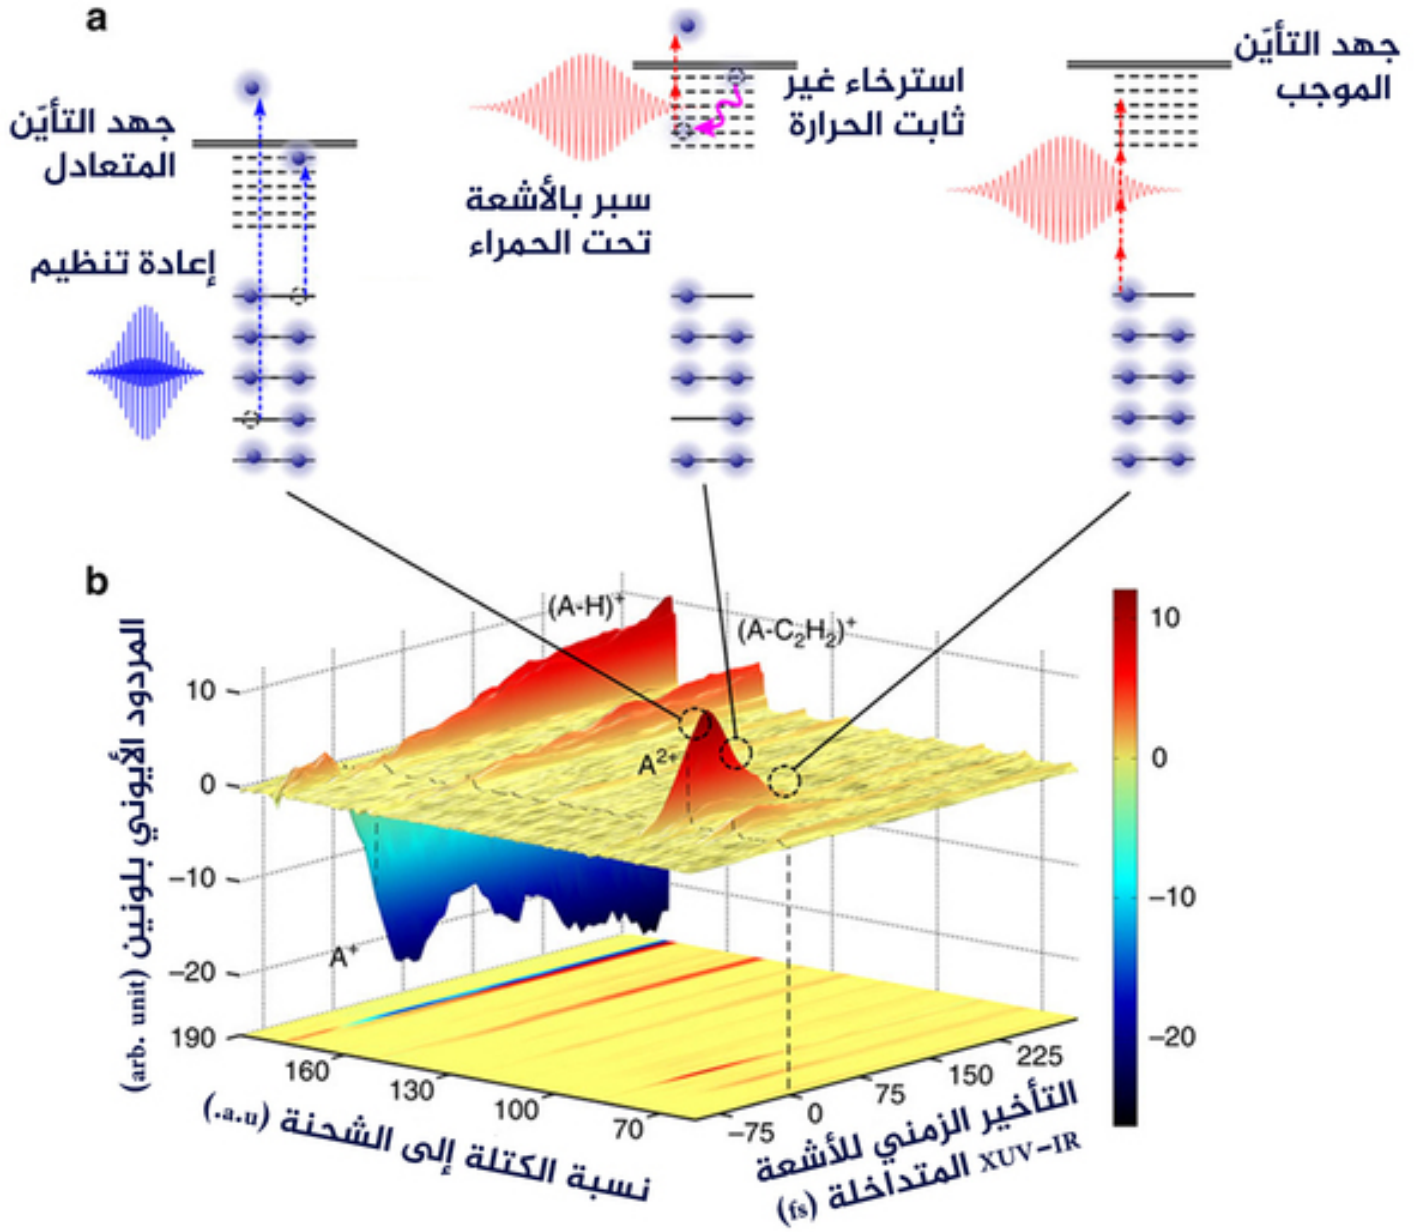 a
جهد التأيّن
المتعادل
إعادة تنظيم
استرخاء غير
ثابت الحرارة
سبر بالأشعة
تحت الحمراء
جهد التأيّن
الموجب
b
(A-H)⁺
(A-C₂H₂)⁺
A²⁺
A⁺
المردود الأيوني بلونين (arb. unit)
10
0
−10
−20
190
160
130
100
70
نسبة الكتلة إلى الشحنة (a.u.)
−75
0
75
150
225
التأخير الزمني للأشعة
XUV-IR المتداخلة (fs)
10
0
−10
−20